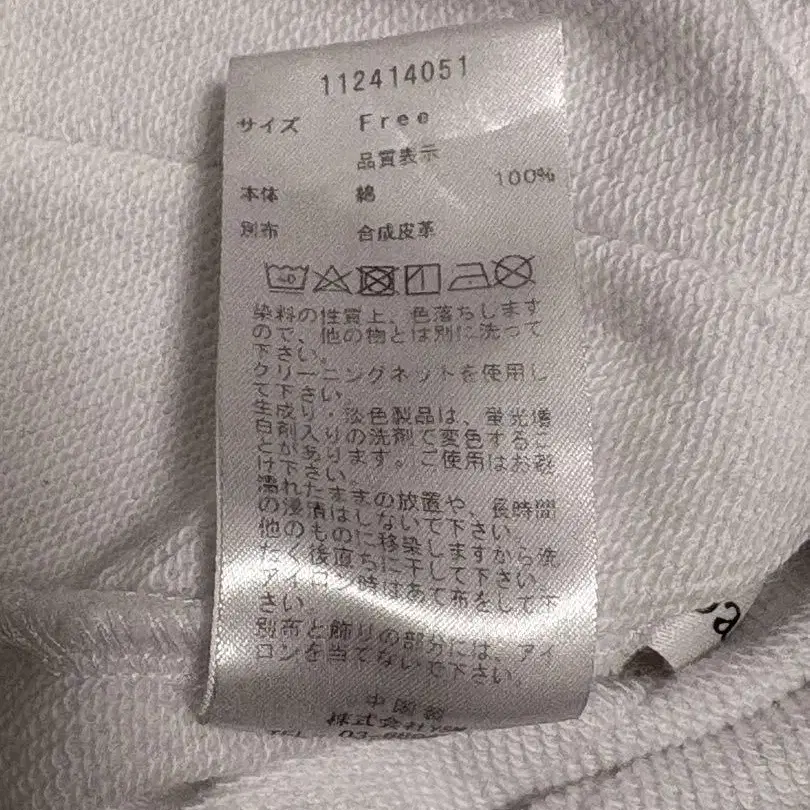 112414051
サイズ Free
品質表示
本体 綿 100%
別布 合成皮革
染料の性質上、色落ちします
ので、他の物とは別に洗って
下さい。
クリーニングネットを使用し
て下さい。
生成り・淡色製品は、蛍光増
白剤入りの洗剤で変色するこ
とがあります。ご使用はお避
け下さい。
濡れたままの放置や、長時間
の浸漬はしないで下さい。
他のものに移染しますから洗
たく後直ちに干して下さい。
アイロン時はあて布をして下
さい。
別布と飾りの部分には、アイ
ロンを当てないで下さい。
中国製
株式会社
TEL 03-